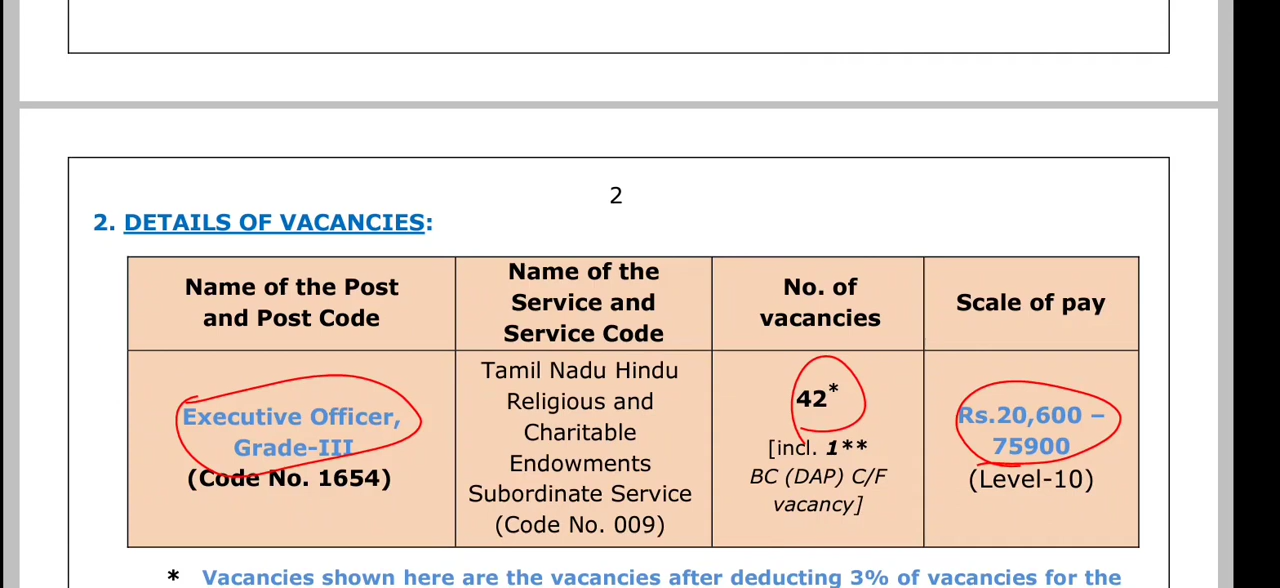 2
2. DETAILS OF VACANCIES:
Name of the Post
and Post Code
Name of the
Service and
Service Code
No. of
vacancies
Scale of pay
Executive Officer,
Grade-III
(Code No. 1654)
Tamil Nadu Hindu
Religious and
Charitable
Endowments
Subordinate Service
(Code No. 009)
42*
[incl. 1**
BC (DAP) C/F
vacancy]
Rs.20,600 –
75900
(Level-10)
* Vacancies shown here are the vacancies after deducting 3% of vacancies for the